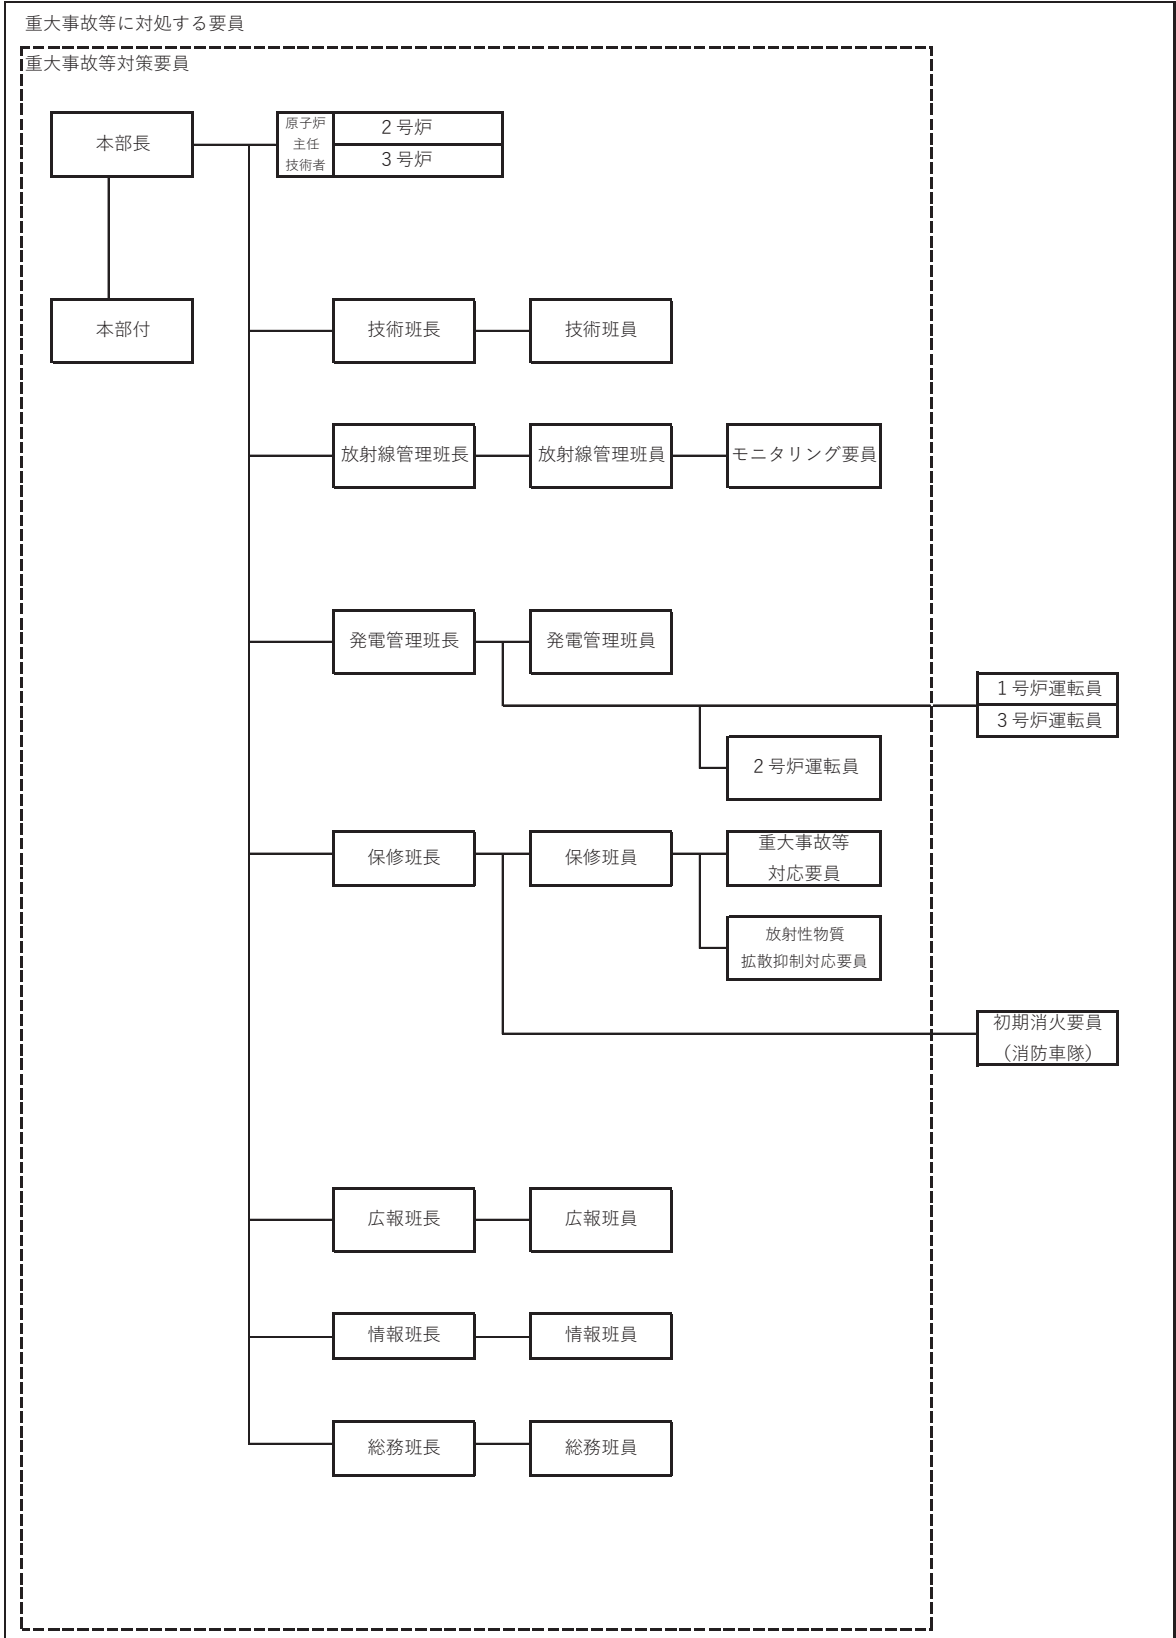 重大事故等に対処する要員
重大事故等対策要員
本部長
原子炉
主任
技術者
2号炉
3号炉
本部付
技術班長
技術班員
放射線管理班長
放射線管理班員
モニタリング要員
発電管理班長
発電管理班員
1号炉運転員
3号炉運転員
2号炉運転員
保修班長
保修班員
重大事故等
対応要員
放射性物質
拡散抑制対応要員
初期消火要員
（消防車隊）
広報班長
広報班員
情報班長
情報班員
総務班長
総務班員